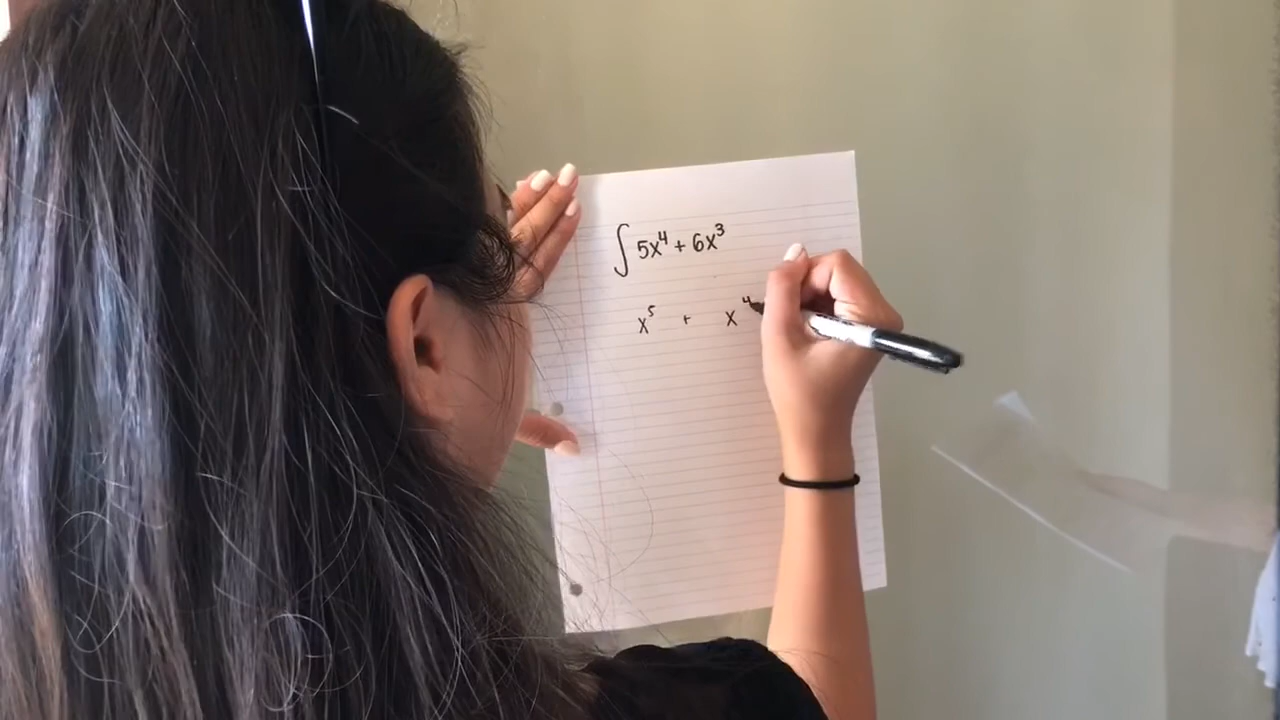 ∫ 5x⁴ + 6x³
x⁵ + x⁴